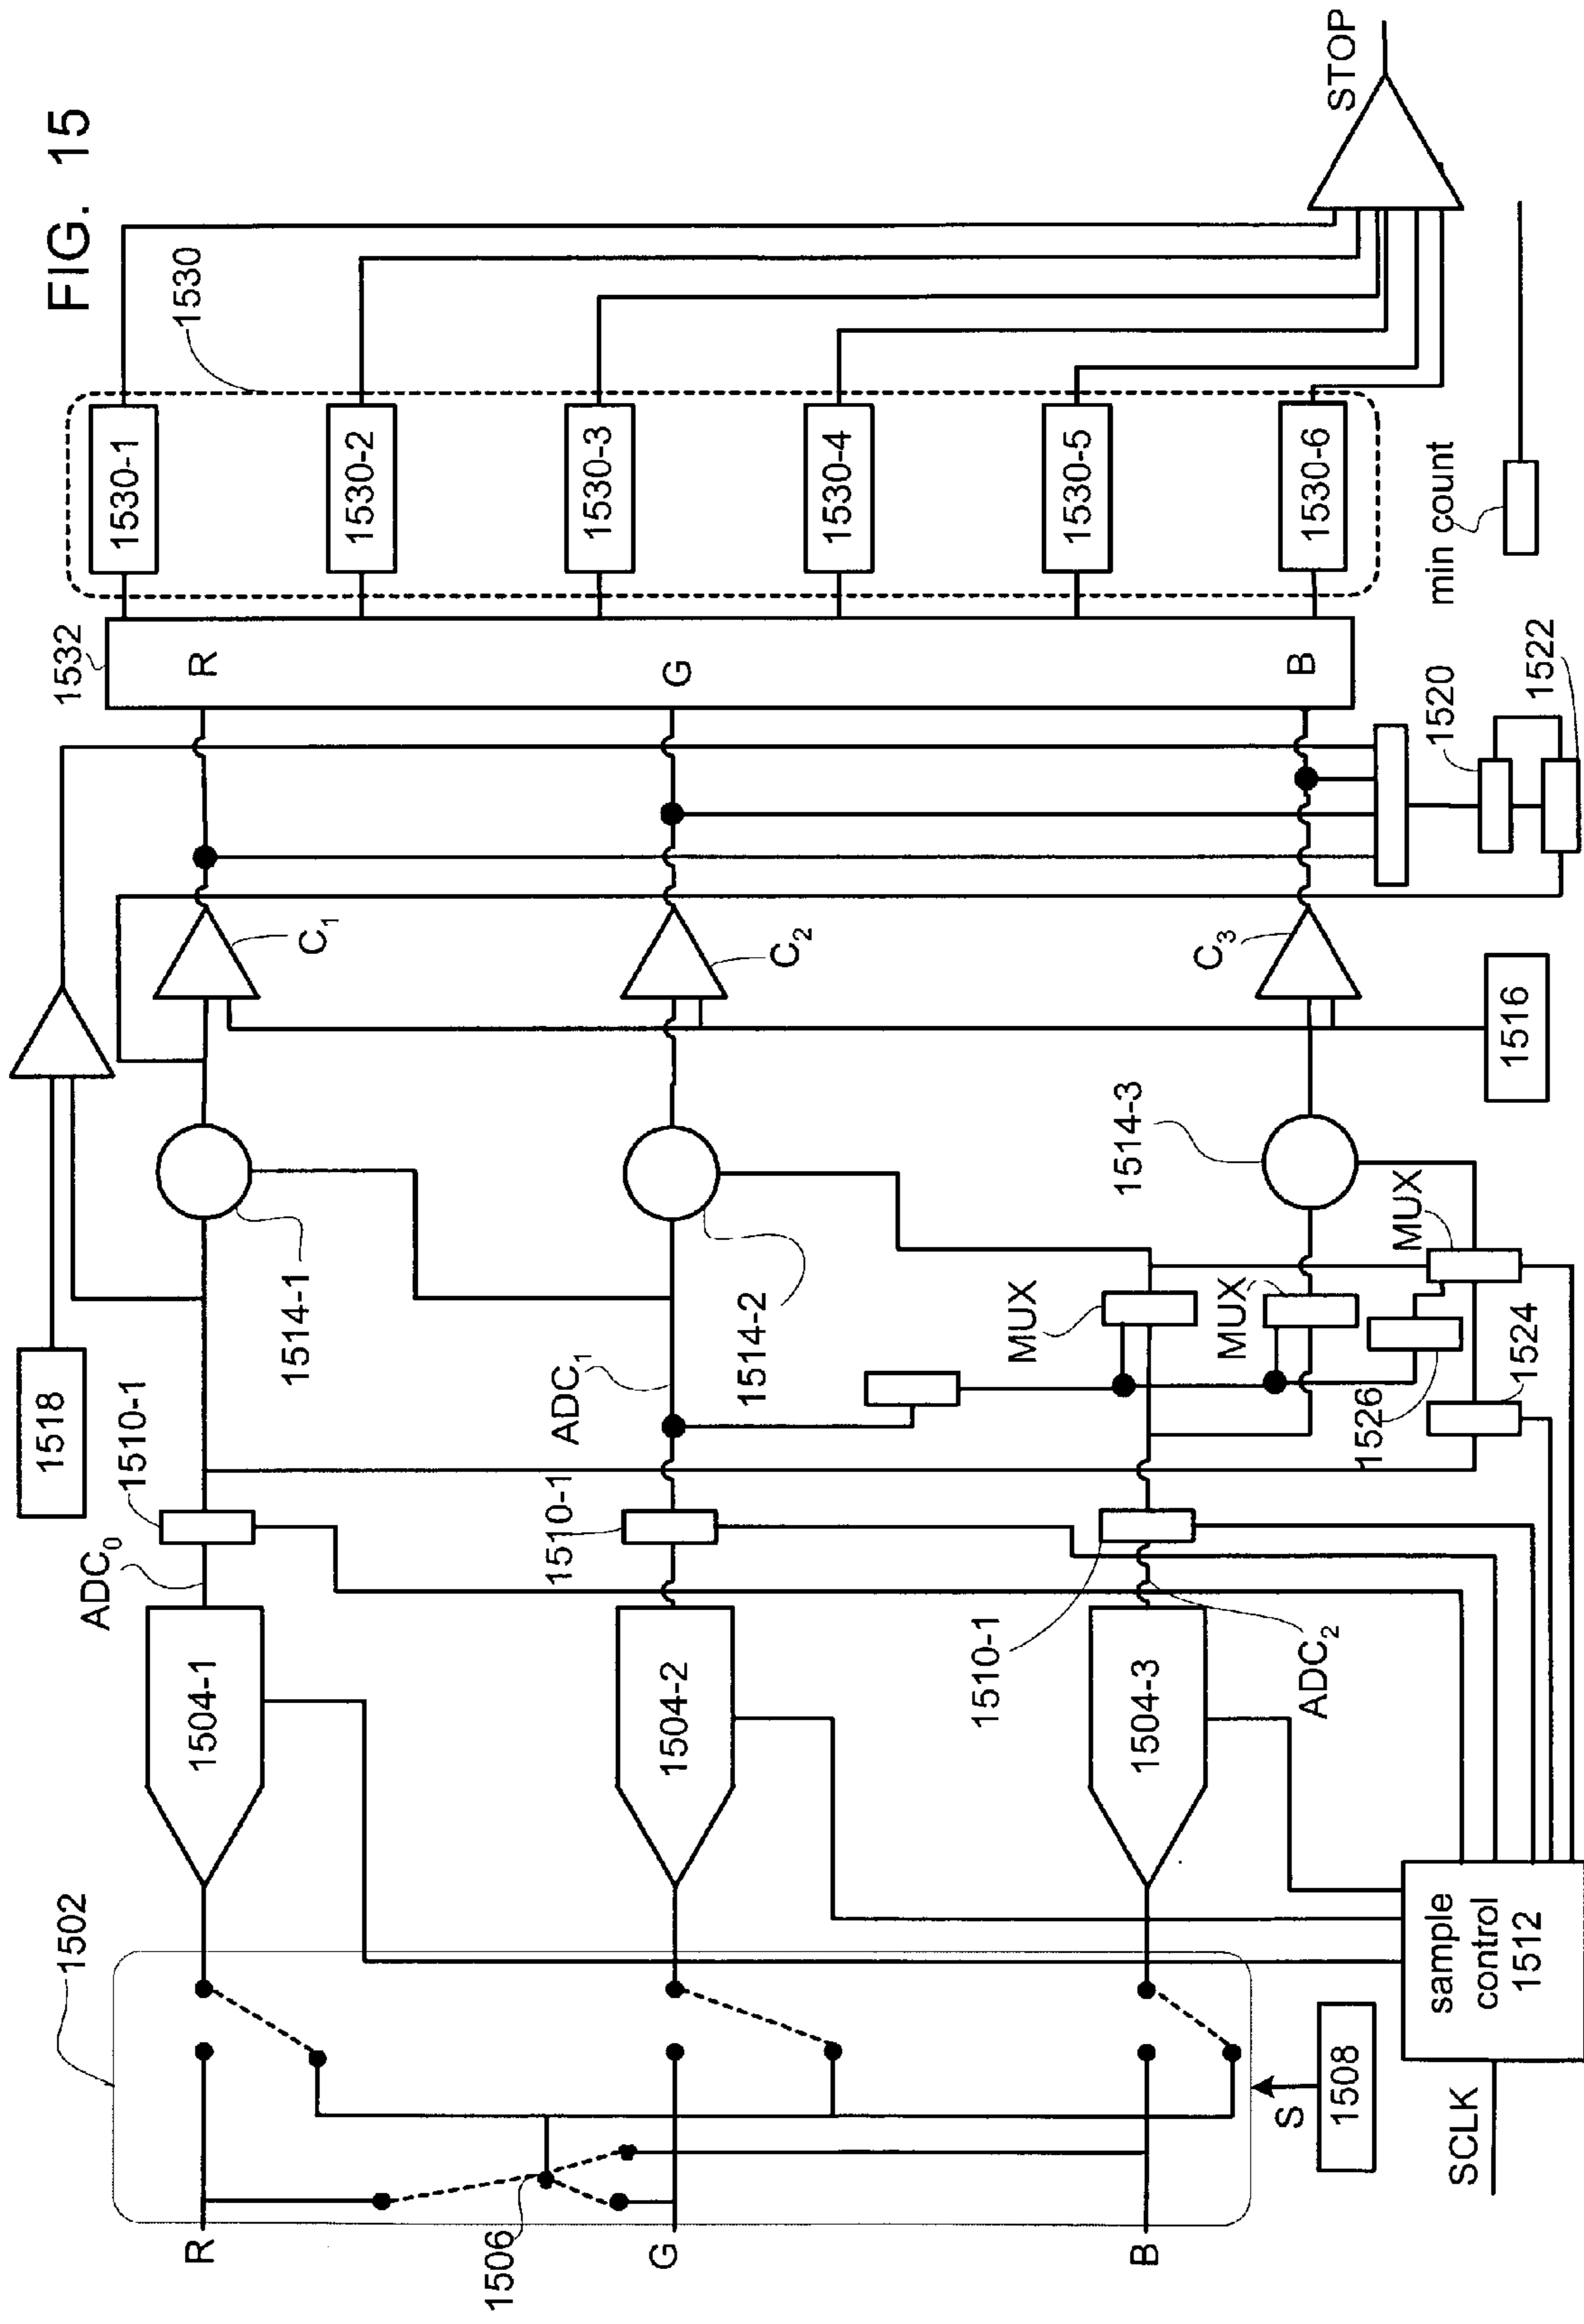 FIG. 15
1502
R
G
B
1506
S
1508
SCLK
sample
control
1512
1504-1
1504-2
1504-3
ADC0
ADC1
ADC2
1510-1
1510-1
1510-1
1518
1514-1
1514-2
1514-3
MUX
MUX
MUX
1526
1524
1516
C1
C2
C3
1532
R
G
B
1520
1522
1530
1530-1
1530-2
1530-3
1530-4
1530-5
1530-6
min count
STOP